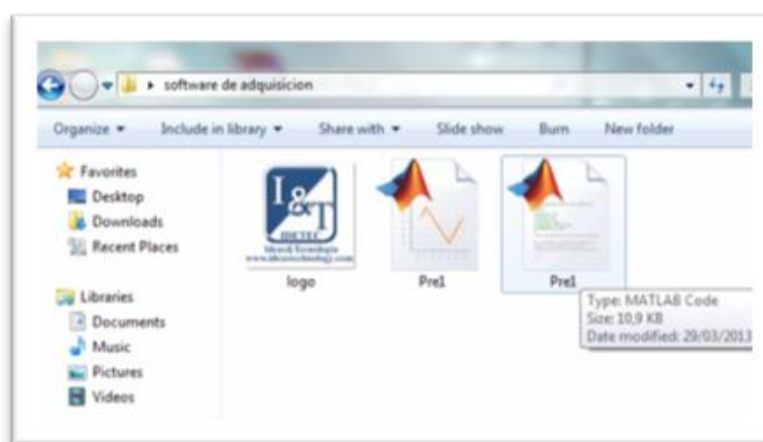 software de adquisicion
Organize
Include in library
Share with
Slide show
Burn
New folder
Favorites
Desktop
Downloads
Recent Places
Libraries
Documents
Music
Pictures
Videos
I&T
IDETEC
logo
Pre1
Pre1
Type: MATLAB Code
Size: 10,9 KB
Date modified: 29/03/2013